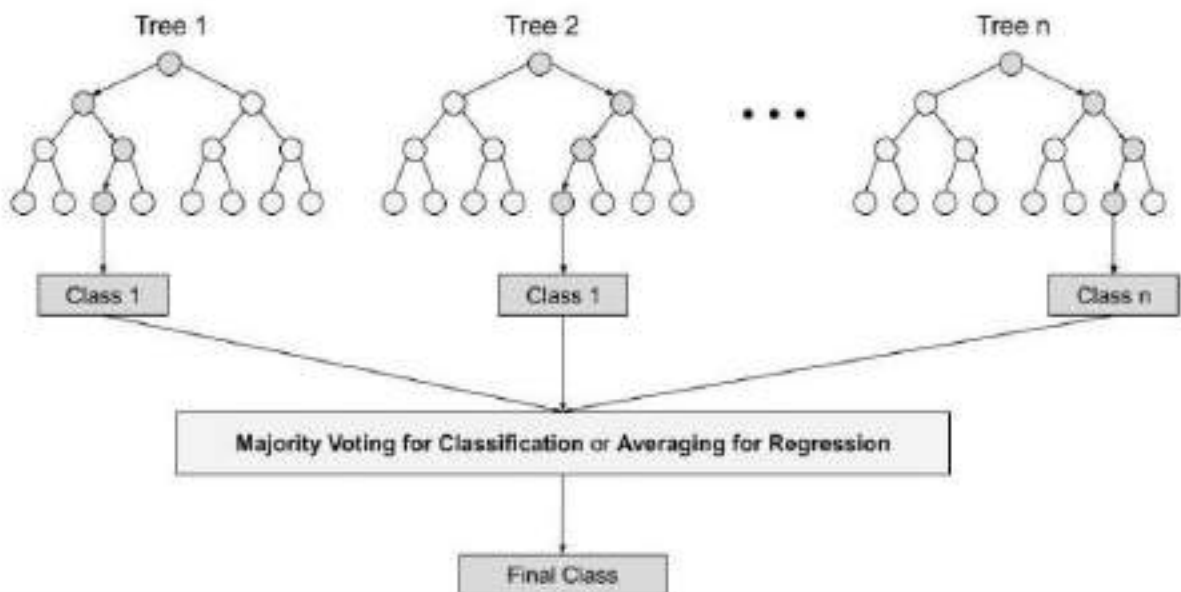 Tree 1
Tree 2
Tree n
Class 1
Class 1
Class n
Majority Voting for Classification or Averaging for Regression
Final Class